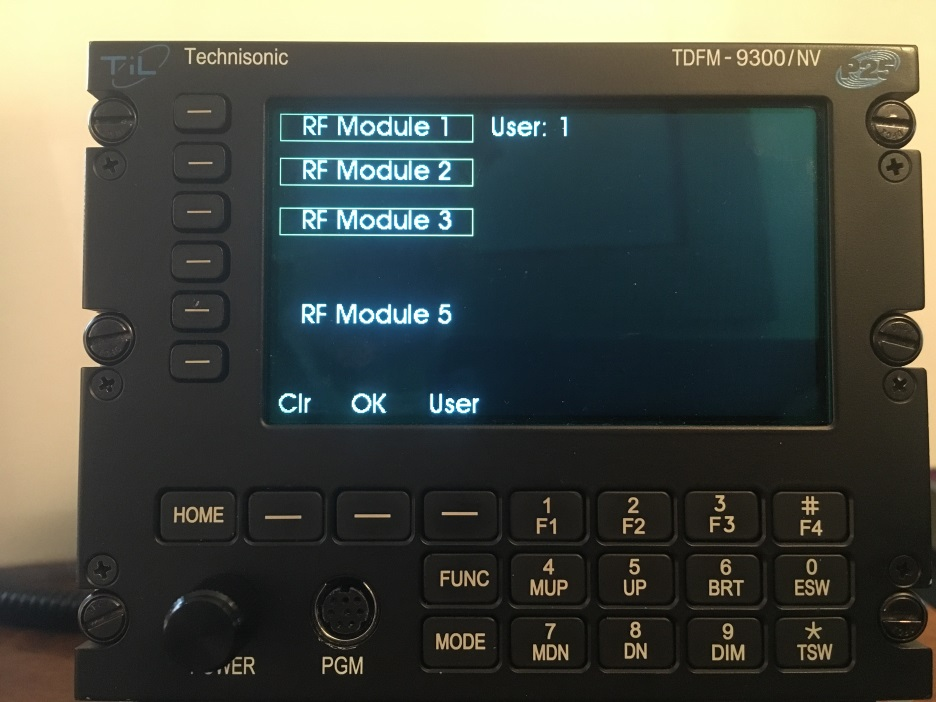 TiL Technisonic TDFM-9300/NV P25
RF Module 1 User: 1
RF Module 2
RF Module 3
RF Module 5
Clr OK User
HOME 1 F1 2 F2 3 F3 # F4
FUNC 4 MUP 5 UP 6 BRT 0 ESW
MODE 7 MDN 8 DN 9 DIM * TSW
POWER PGM